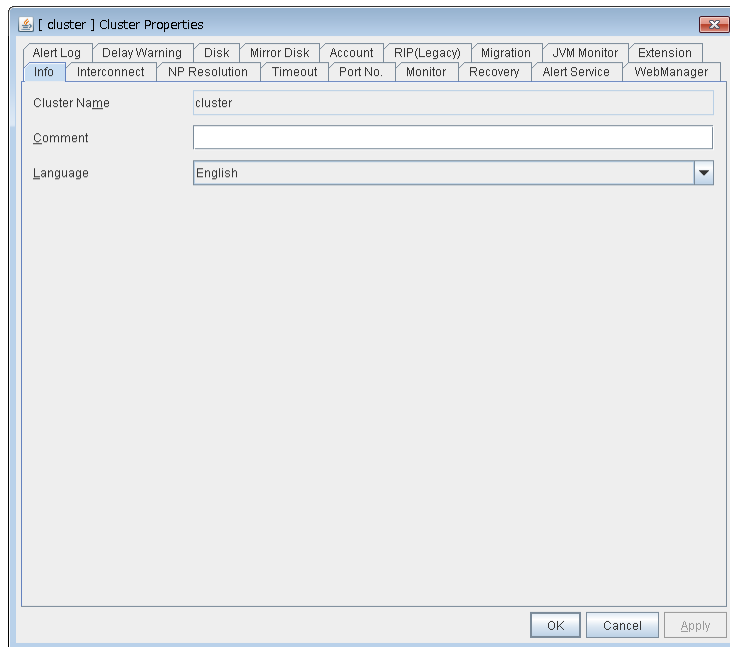 [ cluster ] Cluster Properties
Alert Log Delay Warning Disk Mirror Disk Account RIP(Legacy) Migration JVM Monitor Extension
Info Interconnect NP Resolution Timeout Port No. Monitor Recovery Alert Service WebManager
Cluster Name cluster
Comment
Language English
OK Cancel Apply